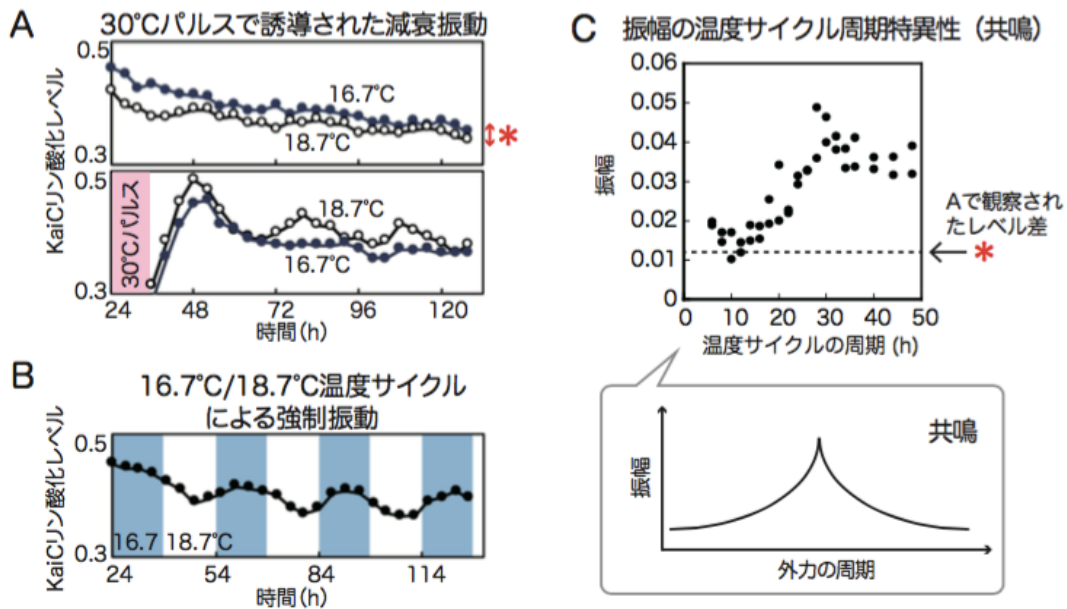 A
30℃パルスで誘導された減衰振動
KaiCリン酸化レベル
0.5
0.3
16.7℃
18.7℃
*
0.5
0.3
30℃パルス
18.7℃
16.7℃
24 48 72 96 120
時間(h)
B
16.7℃/18.7℃温度サイクル
による強制振動
KaiCリン酸化レベル
0.5
0.3
16.7 18.7℃
24 54 84 114
時間(h)
C
振幅の温度サイクル周期特異性（共鳴）
振幅
0.06
0.05
0.04
0.03
0.02
0.01
0
0 10 20 30 40 50
温度サイクルの周期 (h)
Aで観察され
たレベル差
*
共鳴
振幅
外力の周期